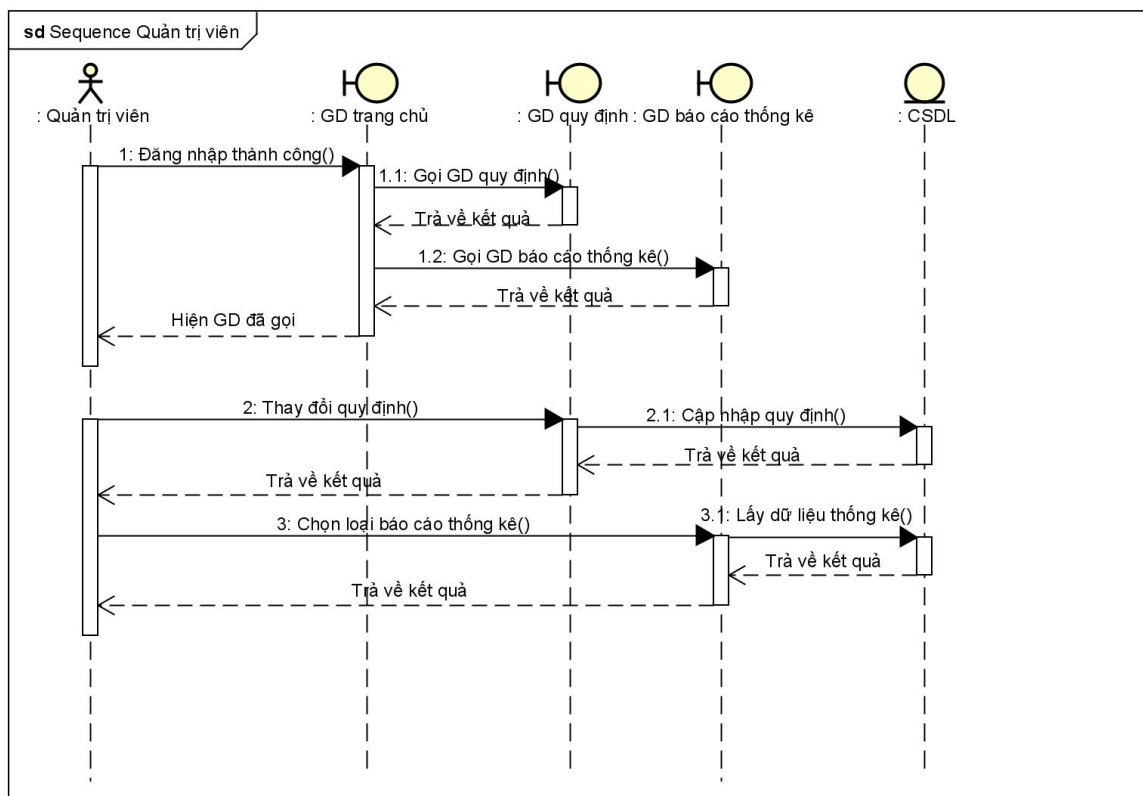 sd Sequence Quản trị viên
: Quản trị viên
: GD trang chủ
: GD quy định
: GD báo cáo thống kê
: CSDL
1: Đăng nhập thành công()
1.1: Gọi GD quy định()
Trả về kết quả
1.2: Gọi GD báo cáo thống kê()
Trả về kết quả
Hiện GD đã gọi
2: Thay đổi quy định()
2.1: Cập nhập quy định()
Trả về kết quả
Trả về kết quả
3: Chọn loại báo cáo thống kê()
3.1: Lấy dữ liệu thống kê()
Trả về kết quả
Trả về kết quả